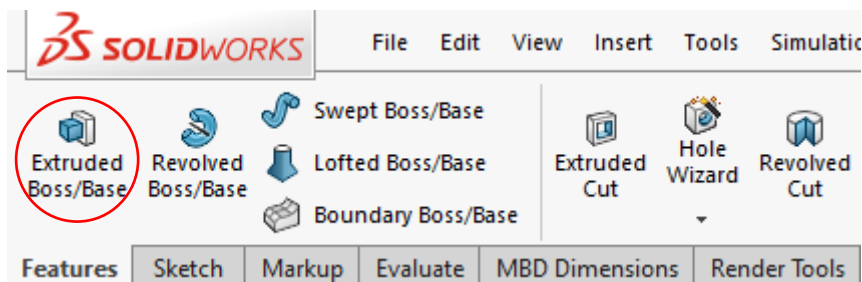 SOLIDWORKS File Edit View Insert Tools
Extruded Boss/Base
Revolved Boss/Base
Swept Boss/Base
Lofted Boss/Base
Boundary Boss/Base
Extruded Cut
Hole Wizard
Revolved Cut
Features Sketch Markup Evaluate MBD Dimensions Render Tools